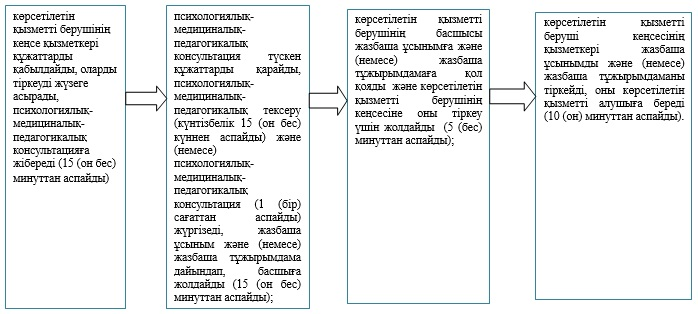 көрсетілетін
қызметті берушінің
кеңсе қызметкері
құжаттарды
қабылдайды, оларды
тіркеуді жүзеге
асырады,
психологиялық-
медициналық-
педагогикалық
консультацияға
жібереді (15 (он бес)
минуттан аспайды)
психологиялық-
медициналық-
педагогикалық
консультация түскен
құжаттарды қарайды,
психологиялық-
медициналық-
педагогикалық тексеру
(күнтізбелік 15 (он бес)
күннен аспайды) және
(немесе)
психологиялық-
медициналық-
педагогикалық
консультация (1 (бір)
сағаттан аспайды)
жүргізеді, жазбаша
ұсыным және (немесе)
жазбаша тұжырымдама
дайындап, басшыға
жолдайды (15 (он бес)
минуттан аспайды);
көрсетілетін қызметті
берушінің басшысы
жазбаша ұсынымға және
(немесе) жазбаша
тұжырымдамаға қол
қояды және көрсетілетін
қызметті берушінің
кеңсесіне оны тіркеу
үшін жолдайды (5 (бес)
минуттан аспайды);
көрсетілетін қызметті
беруші кеңсесінің
қызметкері жазбаша
ұсынымды және (немесе)
жазбаша тұжырымдаманы
тіркейді, оны көрсетілетін
қызметті алушыға береді
(10 (он) минуттан аспайды).